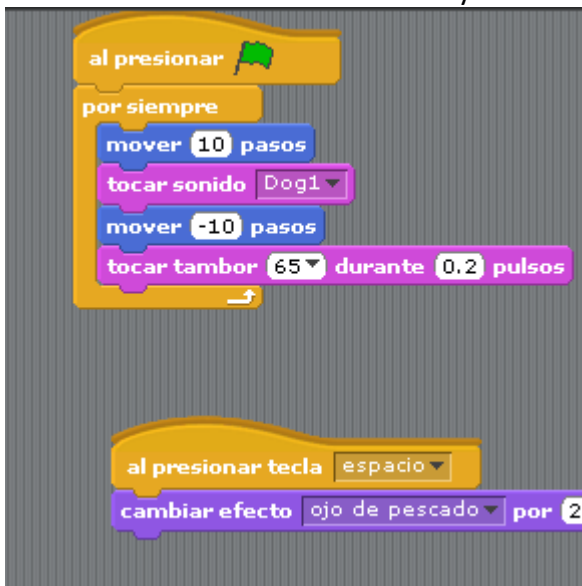 al presionar
por siempre
mover 10 pasos
tocar sonido Dog1
mover -10 pasos
tocar tambor 65 durante 0.2 pulsos
al presionar tecla espacio
cambiar efecto ojo de pescado por 2